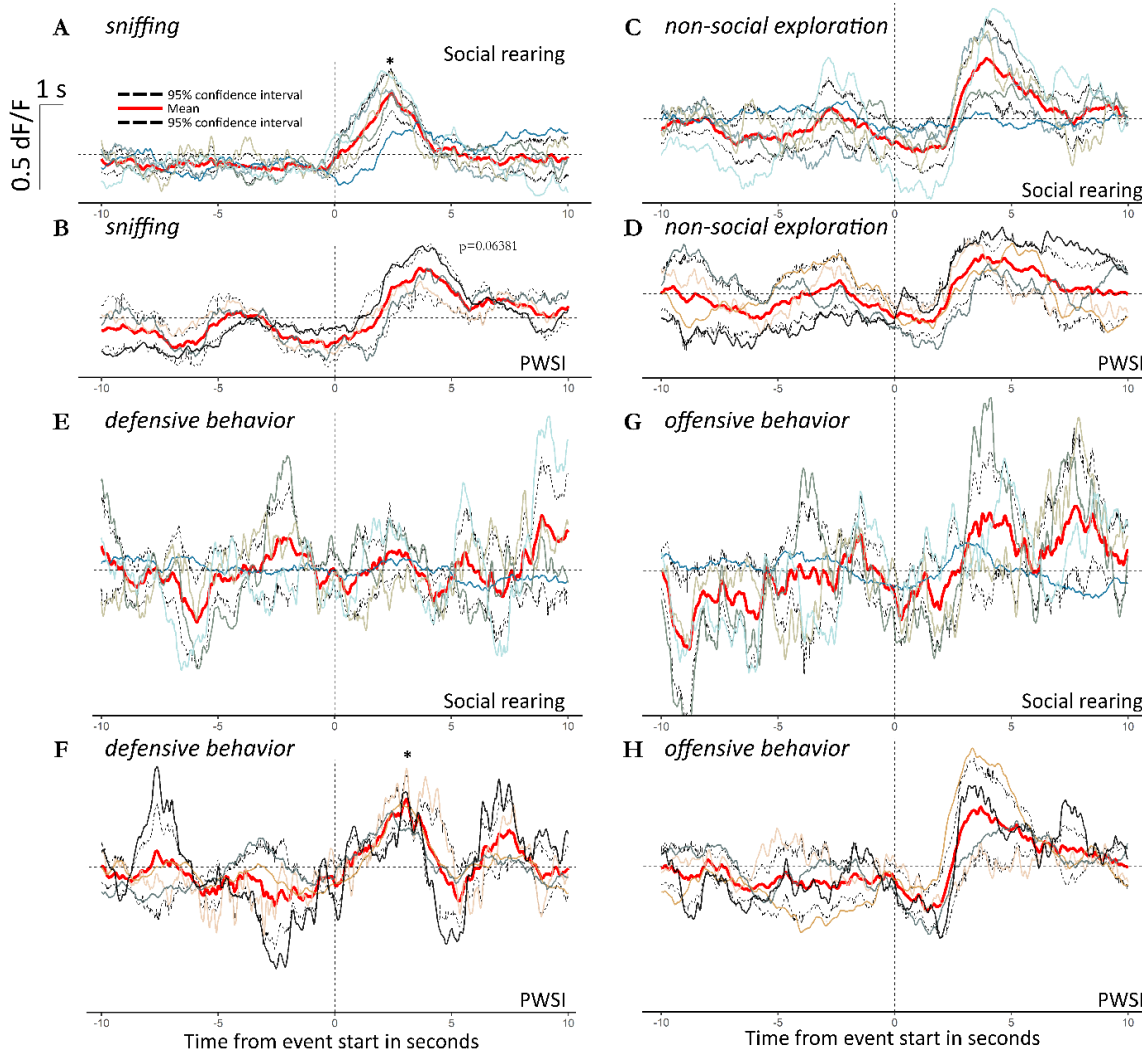 A sniffing
Social rearing
*
1 s
0.5 dF/F
95% confidence interval
Mean
95% confidence interval
-10 -5 0 5 10
C non-social exploration
Social rearing
-10 -5 0 5 10
B sniffing
p=0.06381
PWSI
-10 -5 0 5 10
D non-social exploration
PWSI
-10 -5 0 5 10
E defensive behavior
Social rearing
-10 -5 0 5 10
G offensive behavior
Social rearing
-10 -5 0 5 10
F defensive behavior
*
PWSI
-10 -5 0 5 10
Time from event start in seconds
H offensive behavior
PWSI
-10 -5 0 5 10
Time from event start in seconds